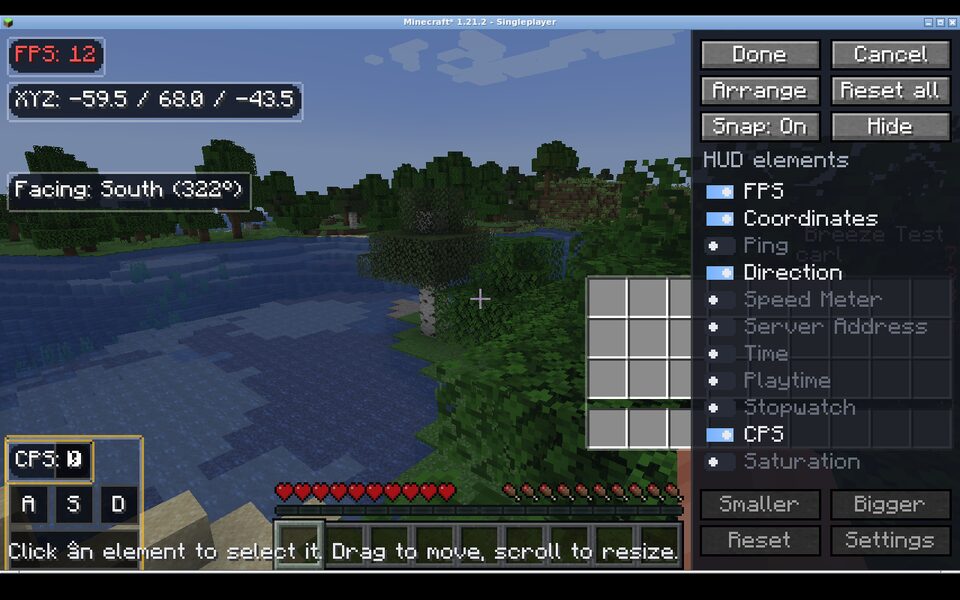 Minecraft* 1.21.2 - Singleplayer
FPS: 12
XYZ: -59.5 / 68.0 / -43.5
Facing: South (322°)
Done
Cancel
Arrange
Reset all
Snap: On
Hide
HUD elements
FPS
Coordinates
Ping
Breeze Test
carl
Direction
Speed Meter
Server Address
Time
Playtime
Stopwatch
CPS
Saturation
Smaller
Bigger
Reset
Settings
CPS: 0
A S D
Click an element to select it. Drag to move, scroll to resize.